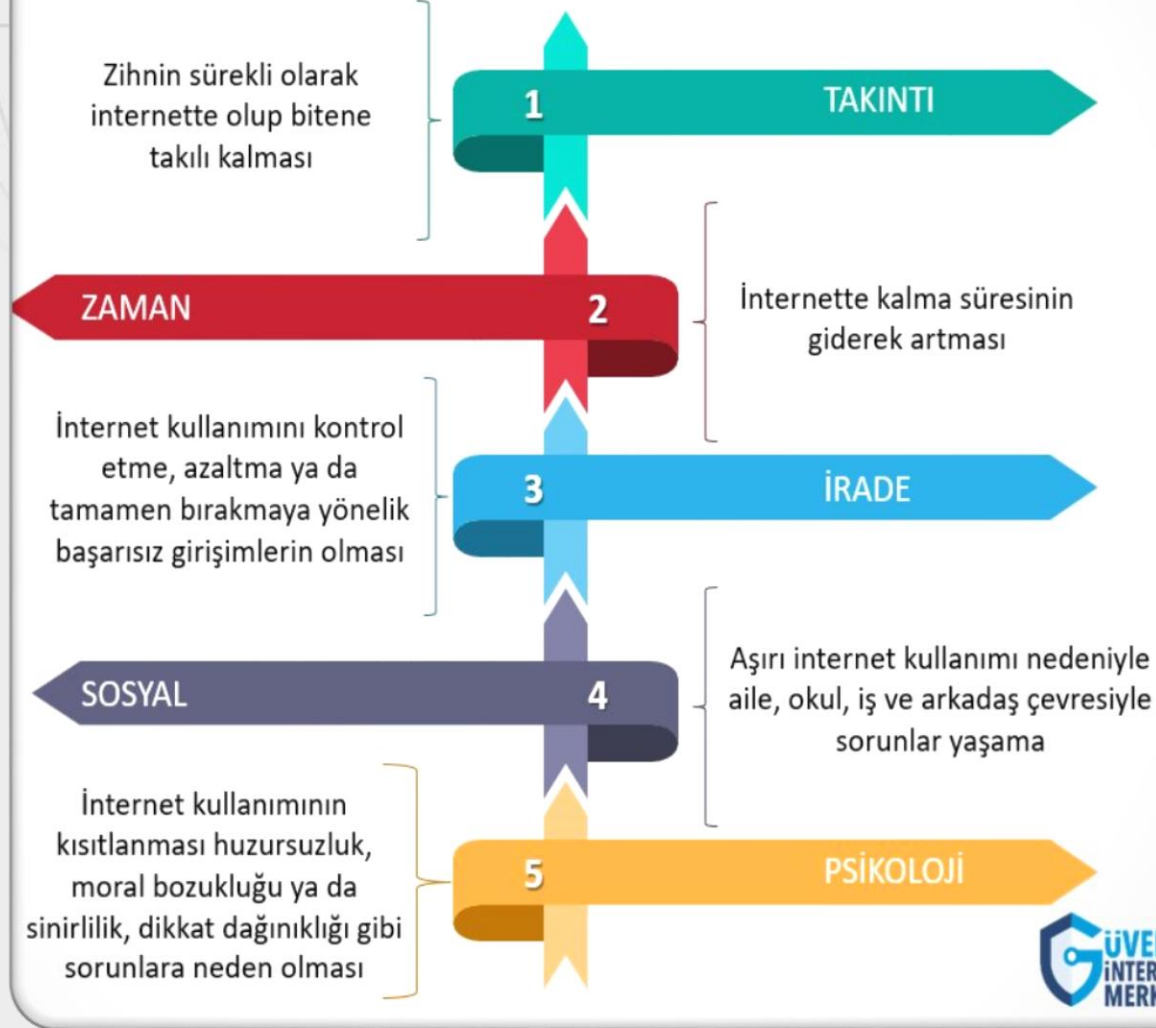 Zihnin sürekli olarak
internette olup bitene
takılı kalması
1
TAKINTI
ZAMAN
2
İnternette kalma süresinin
giderek artması
İnternet kullanımını kontrol
etme, azaltma ya da
tamamen bırakmaya yönelik
başarısız girişimlerin olması
3
İRADE
SOSYAL
4
Aşırı internet kullanımı nedeniyle
aile, okul, iş ve arkadaş çevresiyle
sorunlar yaşama
İnternet kullanımının
kısıtlanması huzursuzluk,
moral bozukluğu ya da
sinirlilik, dikkat dağınıklığı gibi
sorunlara neden olması
5
PSİKOLOJİ